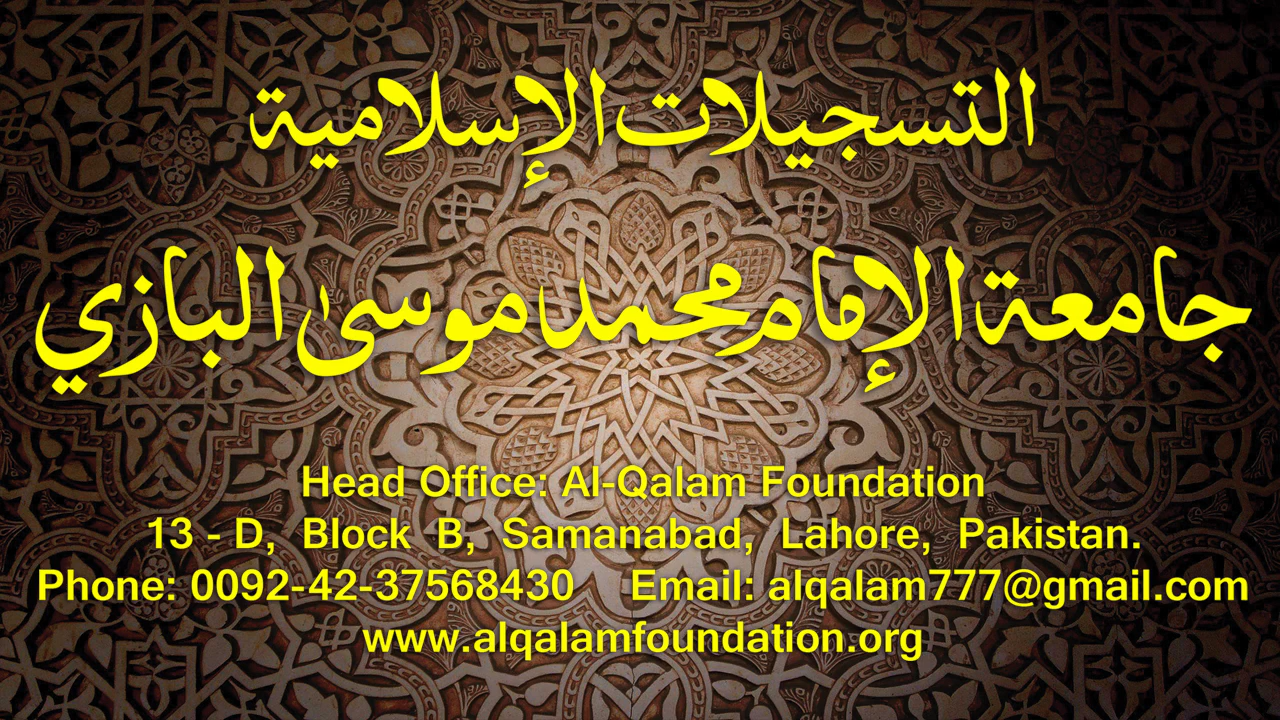 التسجيلات الإسلامية
جامعة الإمام محمد موسى البازي
Head Office: Al-Qalam Foundation
13 - D, Block B, Samanabad, Lahore, Pakistan.
Phone: 0092-42-37568430 Email: alqalam777@gmail.com
www.alqalamfoundation.org